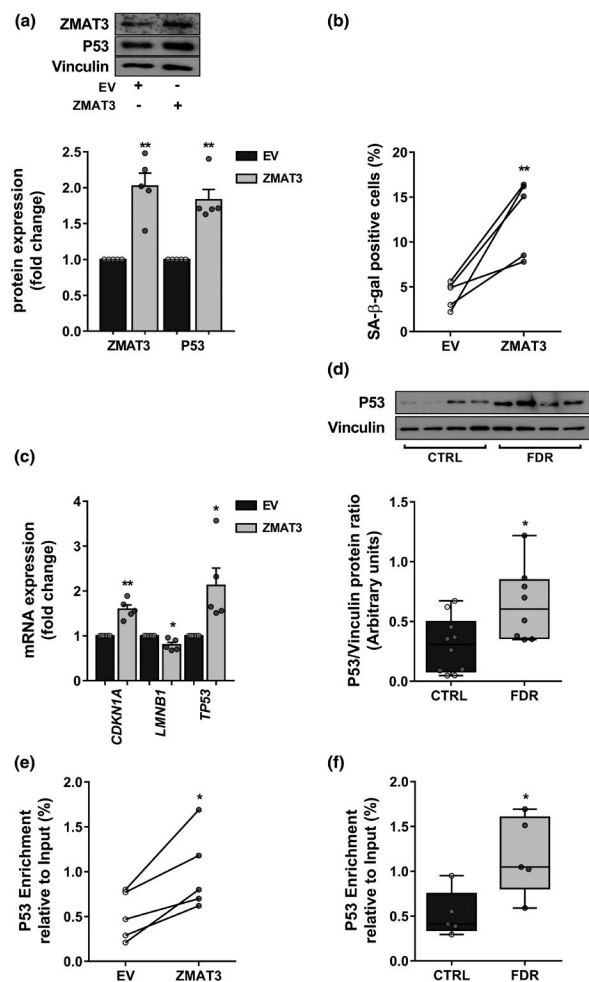 (a)
ZMAT3
P53
Vinculin
EV + -
ZMAT3 - +
protein expression
(fold change)
2.5
2.0
1.5
1.0
0.5
0.0
** **
EV
ZMAT3
ZMAT3 P53
(b)
SA-β-gal positive cells (%)
20
15
10
5
0
**
EV ZMAT3
(c)
mRNA expression
(fold change)
4
3
2
1
0
** * *
EV
ZMAT3
CDKN1A LMNB1 TP53
(d)
P53
Vinculin
CTRL FDR
P53/Vinculin protein ratio
(Arbitrary units)
1.5
1.0
0.5
0.0
*
CTRL FDR
(e)
P53 Enrichment
relative to Input (%)
2.0
1.5
1.0
0.5
0.0
*
EV ZMAT3
(f)
P53 Enrichment
relative to Input (%)
2.0
1.5
1.0
0.5
0.0
*
CTRL FDR